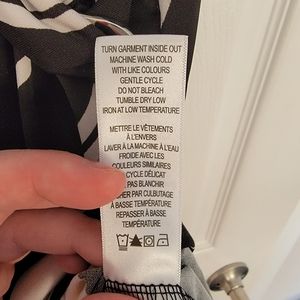 TURN GARMENT INSIDE OUT
MACHINE WASH COLD
WITH LIKE COLOURS
GENTLE CYCLE
DO NOT BLEACH
TUMBLE DRY LOW
IRON AT LOW TEMPERATURE
METTRE LE VÊTEMENTS
À L'ENVERS
LAVER À LA MACHINE À L'EAU
FROIDE AVEC LES
COULEURS SIMILAIRES
CYCLE DÉLICAT
PAS BLANCHIR
PAR CULBUTAGE
À BASSE TEMPÉRATURE
REPASSER À BASSE
TEMPÉRATURE